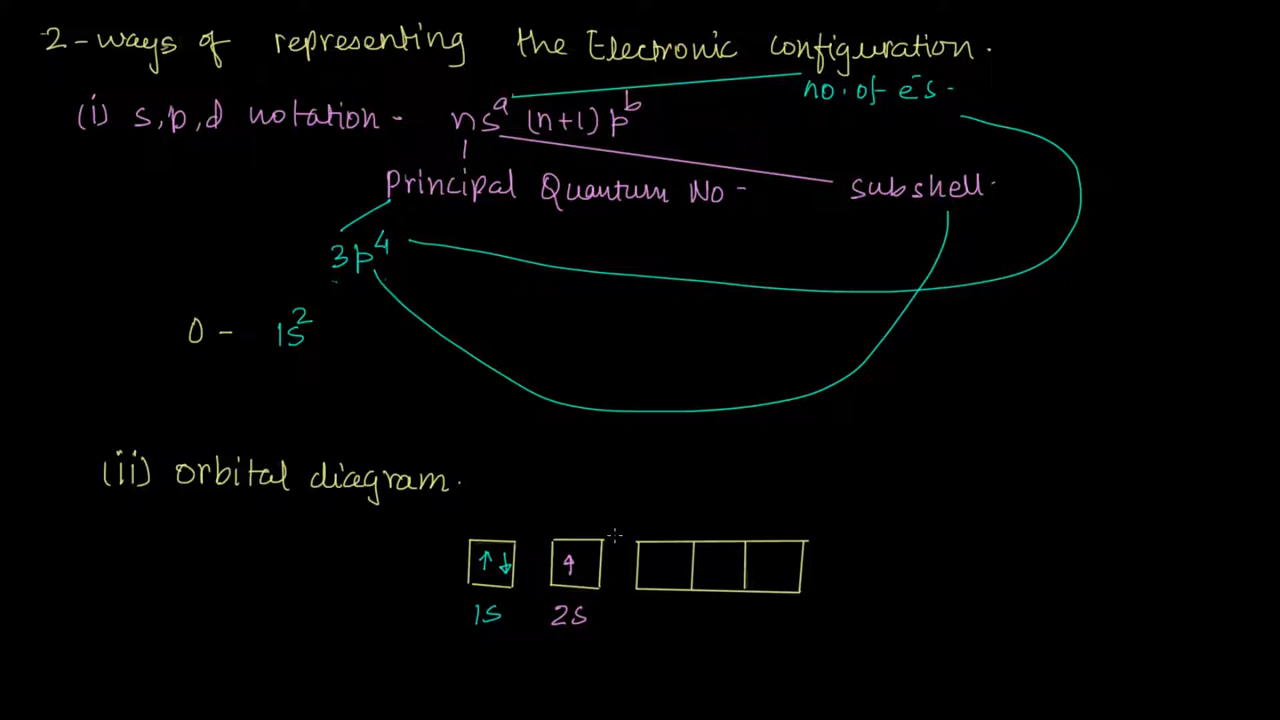 2-ways of representing the Electronic configuration.
no. of e⁻s -
(i) s,p,d notation - nsᵃ (n+1) pᵇ
Principal Quantum No - subshell.
3p⁴
O - 1s²
(ii) orbital diagram.
↑↓ ↑
1s 2s